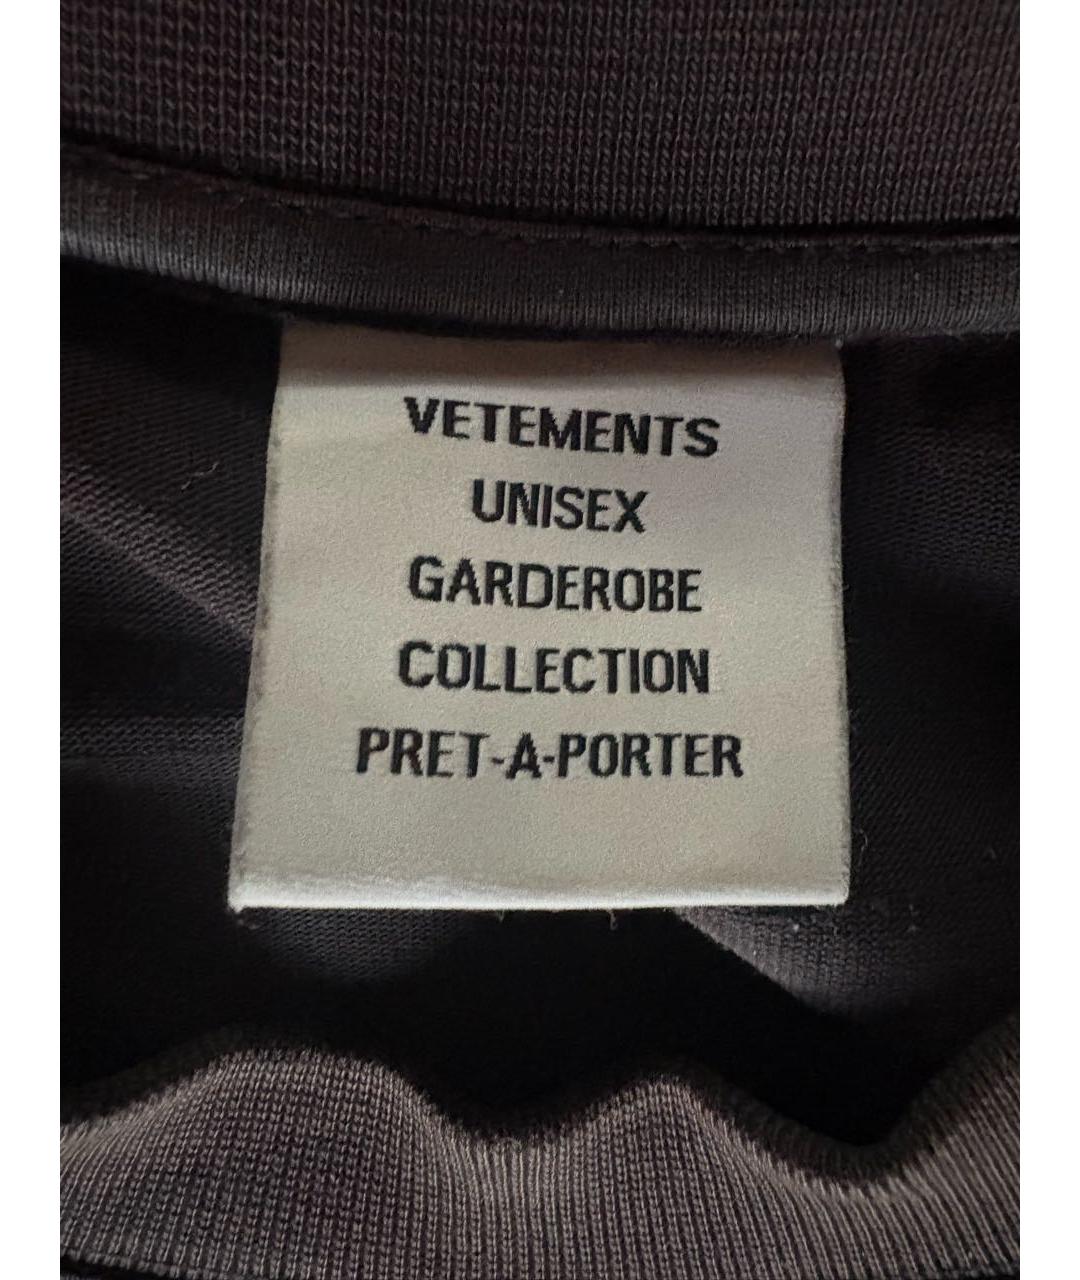 VETEMENTS
UNISEX
GARDEROBE
COLLECTION
PRET-A-PORTER